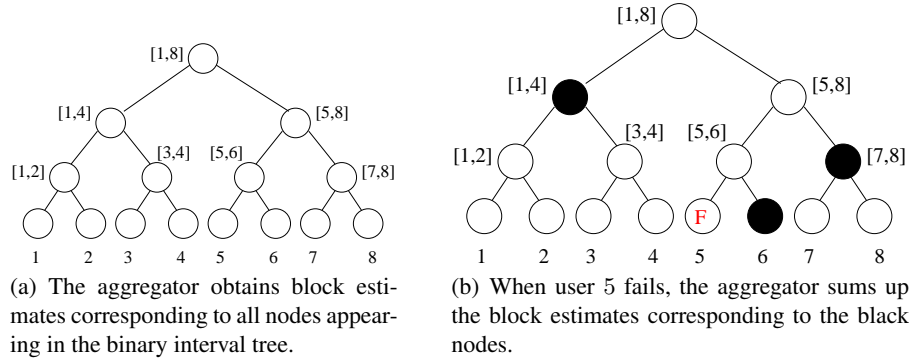 [1,8]
[1,4]
[5,8]
[1,2]
[3,4]
[5,6]
[7,8]
1 2 3 4 5 6 7 8
(a) The aggregator obtains block esti-
mates corresponding to all nodes appear-
ing in the binary interval tree.
[1,8]
[1,4]
[5,8]
[1,2]
[3,4]
[5,6]
[7,8]
F
1 2 3 4 5 6 7 8
(b) When user 5 fails, the aggregator sums up
the block estimates corresponding to the black
nodes.